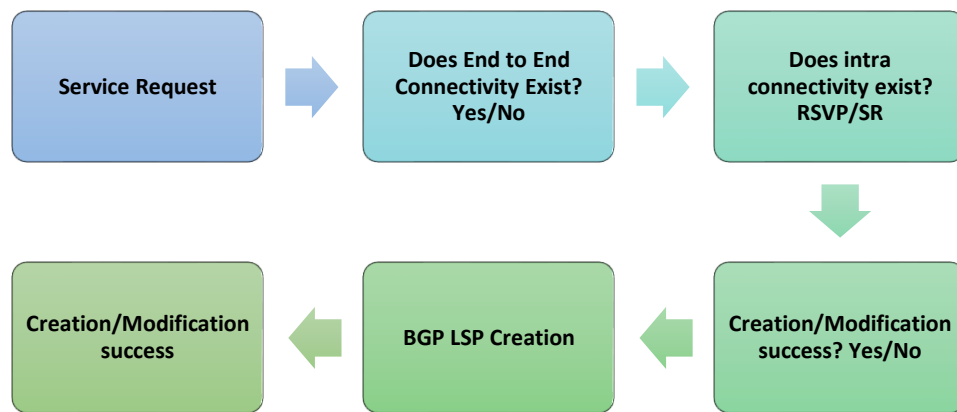 Service Request
Does End to End
Connectivity Exist?
Yes/No
Does intra
connectivity exist?
RSVP/SR
Creation/Modification
success? Yes/No
BGP LSP Creation
Creation/Modification
success